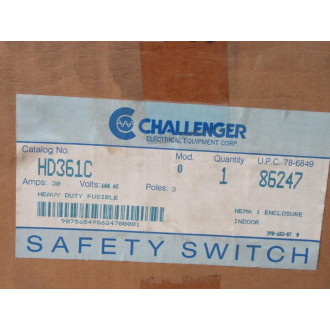 CHALLENGER
ELECTRICAL EQUIPMENT CORP.
Catalog No. Mod. Quantity U.P.C. 78-6849
HD361C 0 1 86247
Amps: 30 Volts: 600 AC Poles: 3
HEAVY DUTY FUSIBLE NEMA 1 ENCLOSURE
INDOOR
SAFETY SWITCH